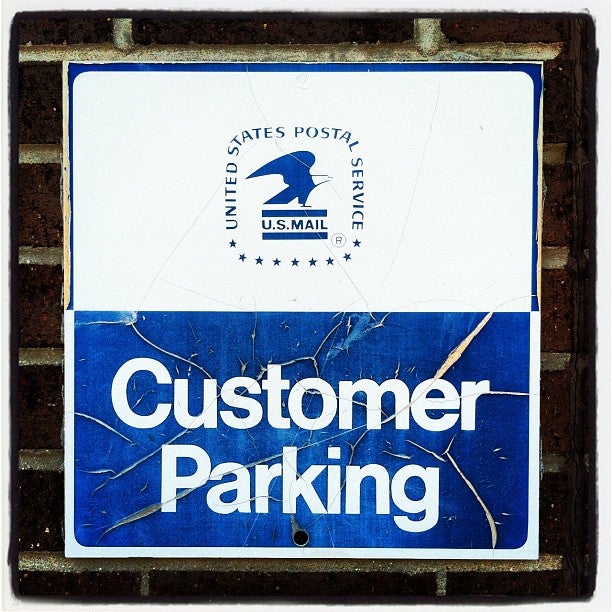 UNITED STATES POSTAL SERVICE
U.S.MAIL
®
Customer
Parking